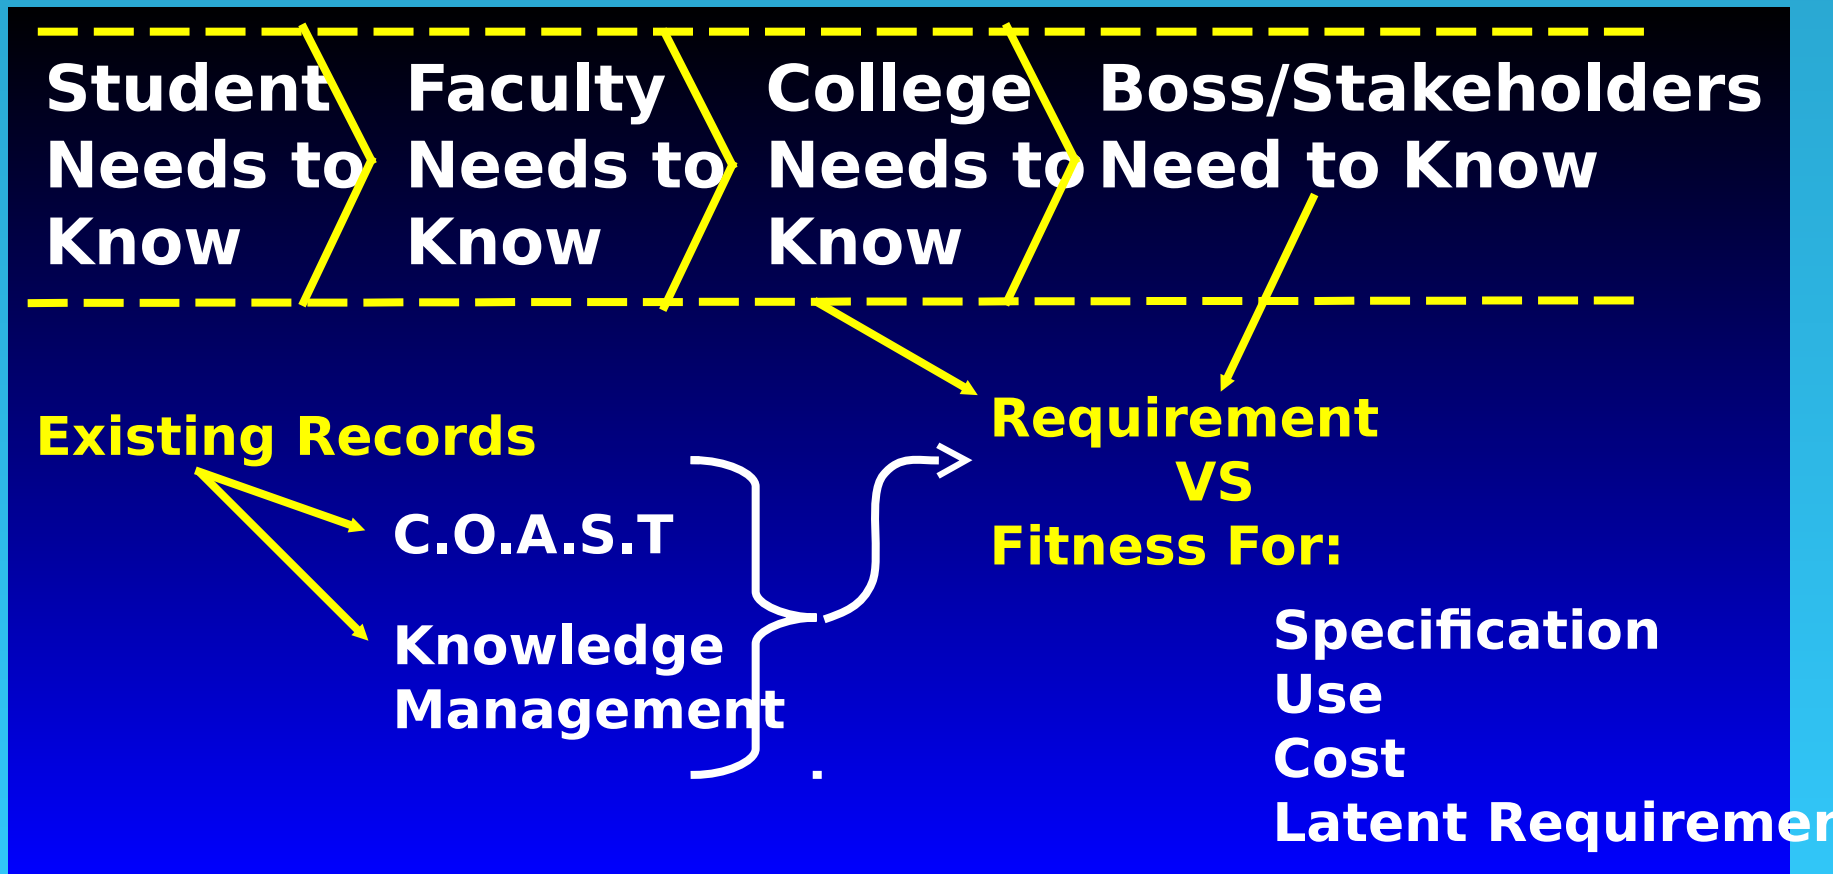 Student
Needs to
Know
Faculty
Needs to
Know
College
Needs to
Know
Boss/Stakeholders
Need to Know
Existing Records
C.O.A.S.T
Knowledge
Management
.
Requirement
VS
Fitness For:
Specification
Use
Cost
Latent